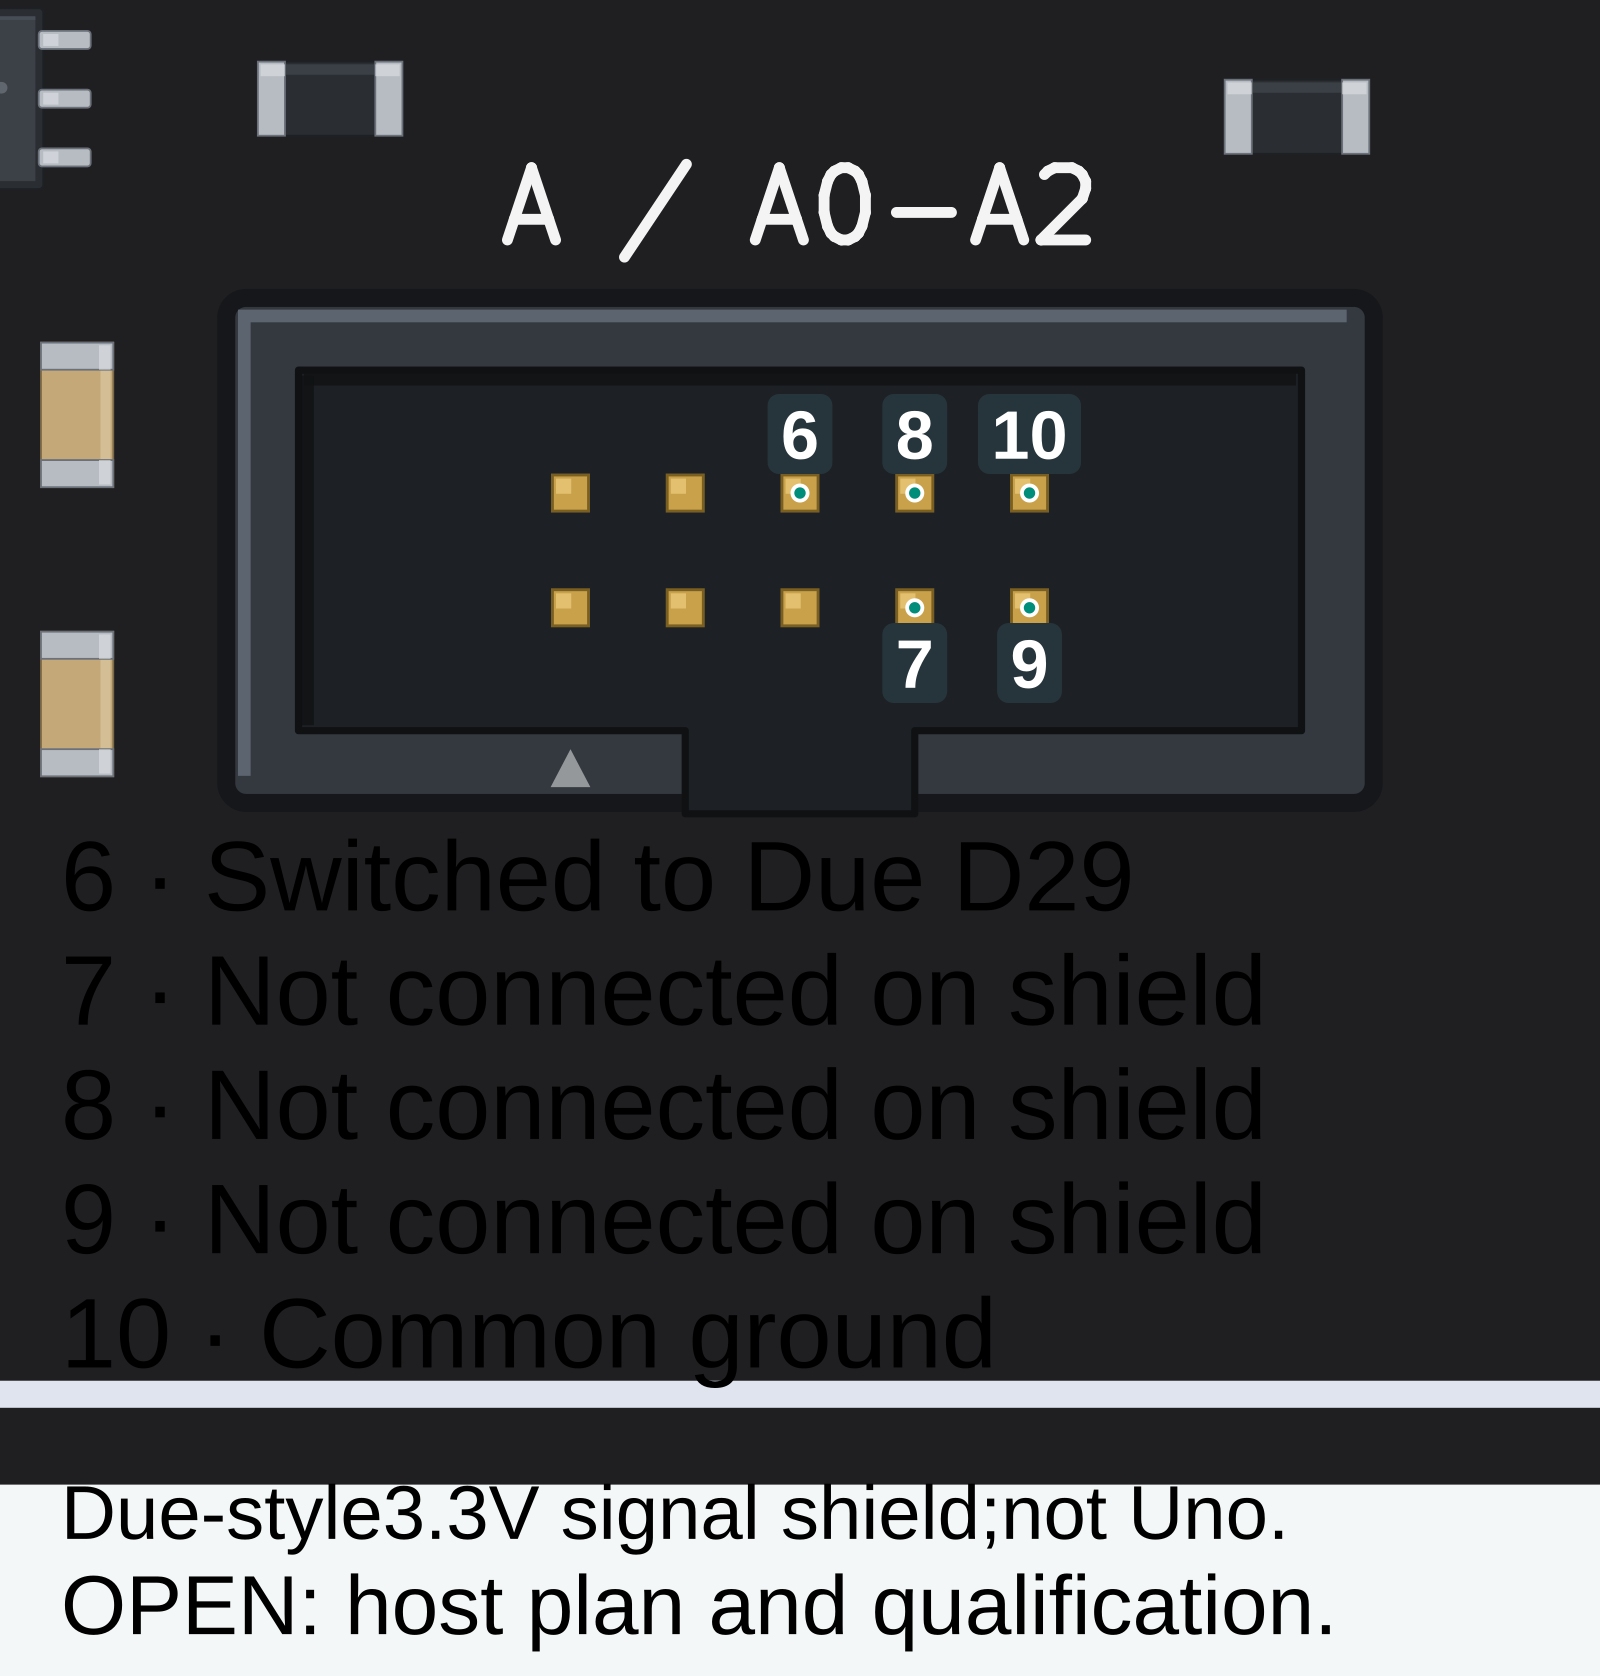 A / A0-A2
6 8 10
7 9
6 · Switched to Due D29
7 · Not connected on shield
8 · Not connected on shield
9 · Not connected on shield
10 · Common ground
Due-style3.3V signal shield;not Uno.
OPEN: host plan and qualification.